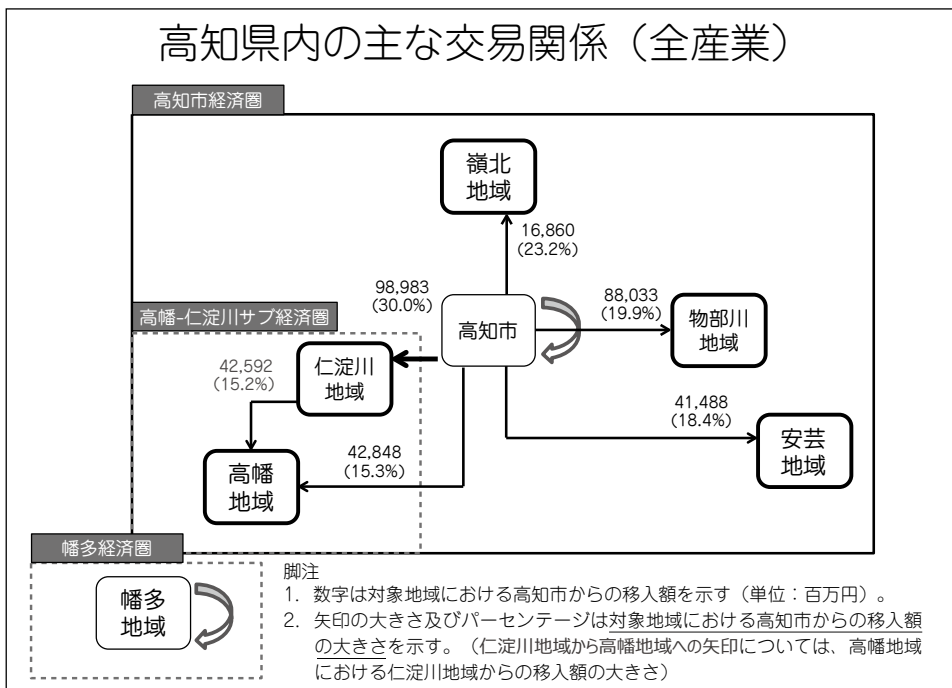 高知県内の主な交易関係（全産業）
高知市経済圏
嶺北
地域
16,860
(23.2%)
98,983
(30.0%)
高知市
88,033
(19.9%)
物部川
地域
高幡-仁淀川サブ経済圏
42,592
(15.2%)
仁淀川
地域
41,488
(18.4%)
安芸
地域
42,848
(15.3%)
高幡
地域
幡多経済圏
幡多
地域
脚注
1. 数字は対象地域における高知市からの移入額を示す（単位：百万円）。
2. 矢印の大きさ及びパーセンテージは対象地域における高知市からの移入額
の大きさを示す。（仁淀川地域から高幡地域への矢印については、高幡地域
における仁淀川地域からの移入額の大きさ）